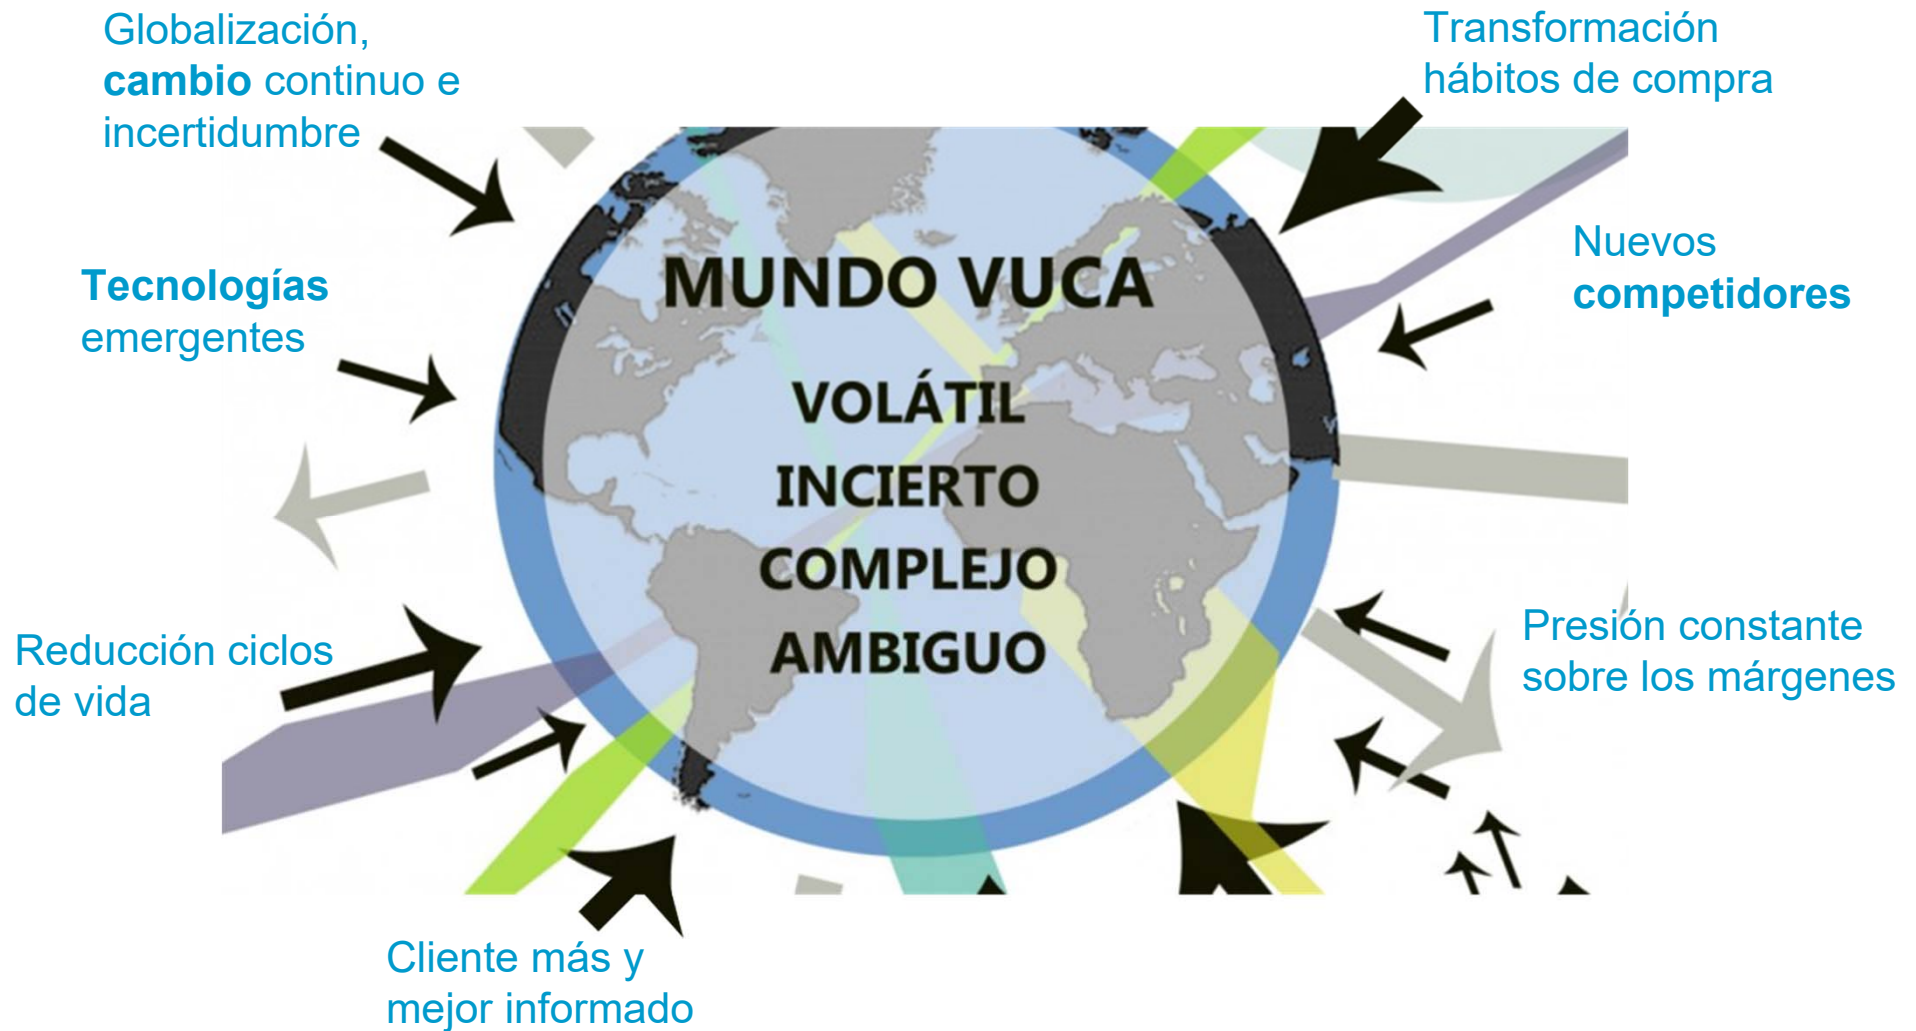 Globalización,
cambio continuo e
incertidumbre
Transformación
hábitos de compra
Tecnologías
emergentes
Nuevos
competidores
MUNDO VUCA
VOLÁTIL
INCIERTO
COMPLEJO
AMBIGUO
Reducción ciclos
de vida
Presión constante
sobre los márgenes
Cliente más y
mejor informado